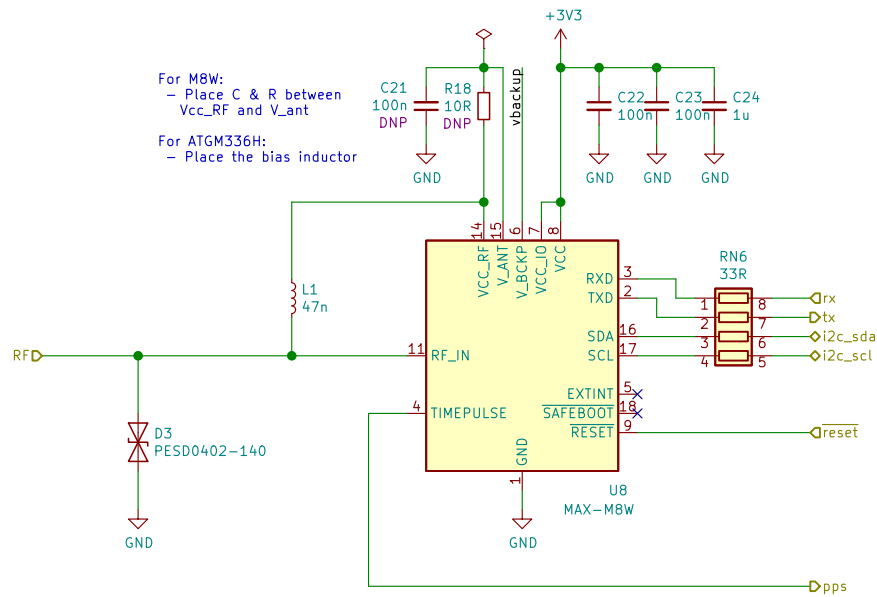 +3V3
For M8W:
- Place C & R between
Vcc_RF and V_ant
For ATGM336H:
- Place the bias inductor
C21
100n
DNP
R18
10R
DNP
vbackup
C22
100n
C23
100n
C24
1u
GND
GND
GND
GND
14
15
6
7
8
VCC_RF
V_ANT
V_BCKP
VCC_IO
VCC
L1
47n
RXD
3
TXD
2
SDA
16
SCL
17
RN6
33R
1
8
rx
2
7
tx
3
6
i2c_sda
4
5
i2c_scl
RF
11
RF_IN
EXTINT
5
4
TIMEPULSE
SAFEBOOT
18
RESET
9
reset
D3
PESD0402-140
GND
1
U8
MAX-M8W
GND
GND
pps